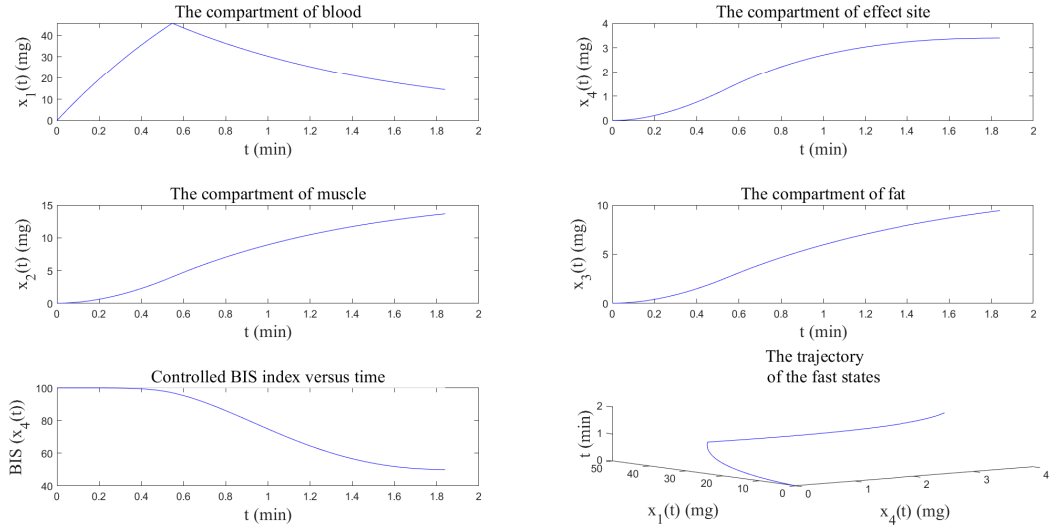 The compartment of blood
x_1(t) (mg)
40
30
20
10
0
0 0.2 0.4 0.6 0.8 1 1.2 1.4 1.6 1.8 2
t (min)
The compartment of effect site
x_4(t) (mg)
4
3
2
1
0
0 0.2 0.4 0.6 0.8 1 1.2 1.4 1.6 1.8 2
t (min)
The compartment of muscle
x_2(t) (mg)
15
10
5
0
0 0.2 0.4 0.6 0.8 1 1.2 1.4 1.6 1.8 2
t (min)
The compartment of fat
x_3(t) (mg)
10
5
0
0 0.2 0.4 0.6 0.8 1 1.2 1.4 1.6 1.8 2
t (min)
Controlled BIS index versus time
BIS (x_4(t))
100
80
60
40
0 0.2 0.4 0.6 0.8 1 1.2 1.4 1.6 1.8 2
t (min)
The trajectory
of the fast states
t (min)
2
1
0
50 40 30 20 10 0
x_1(t) (mg)
0 1 2 3 4
x_4(t) (mg)